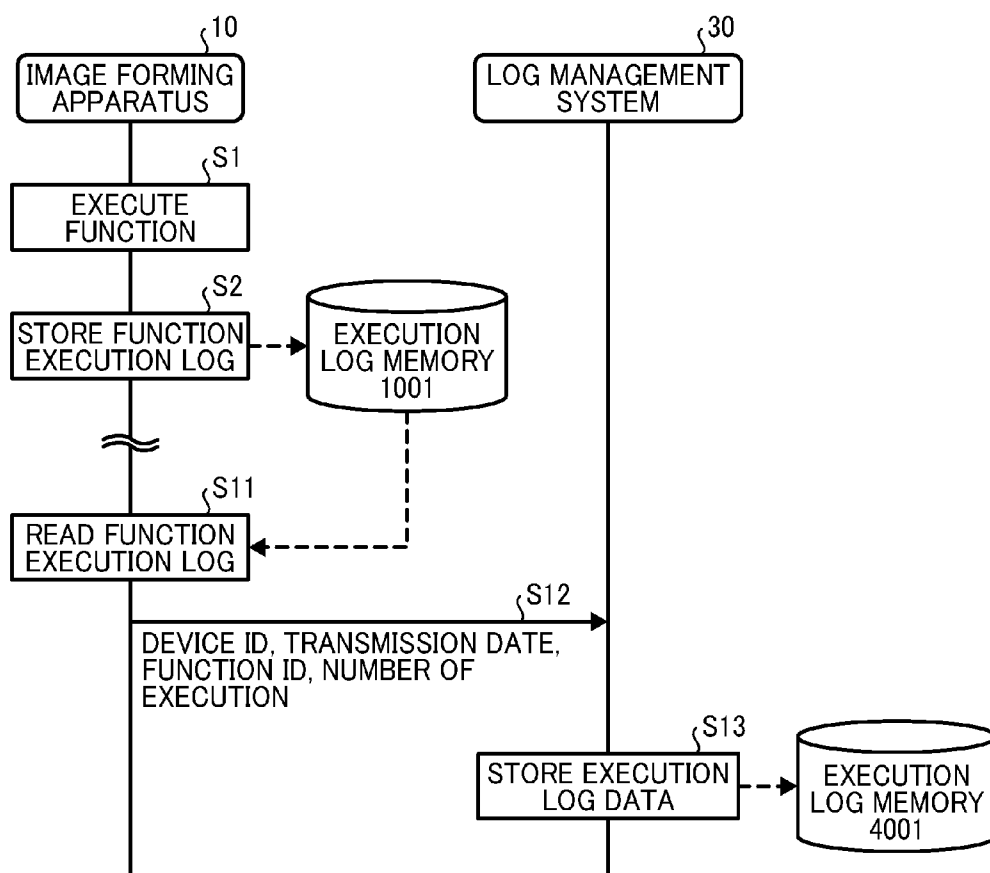 10
30
IMAGE FORMING
APPARATUS
LOG MANAGEMENT
SYSTEM
S1
EXECUTE
FUNCTION
S2
STORE FUNCTION
EXECUTION LOG
EXECUTION
LOG MEMORY
1001
S11
READ FUNCTION
EXECUTION LOG
S12
DEVICE ID, TRANSMISSION DATE,
FUNCTION ID, NUMBER OF
EXECUTION
S13
STORE EXECUTION
LOG DATA
EXECUTION
LOG MEMORY
4001